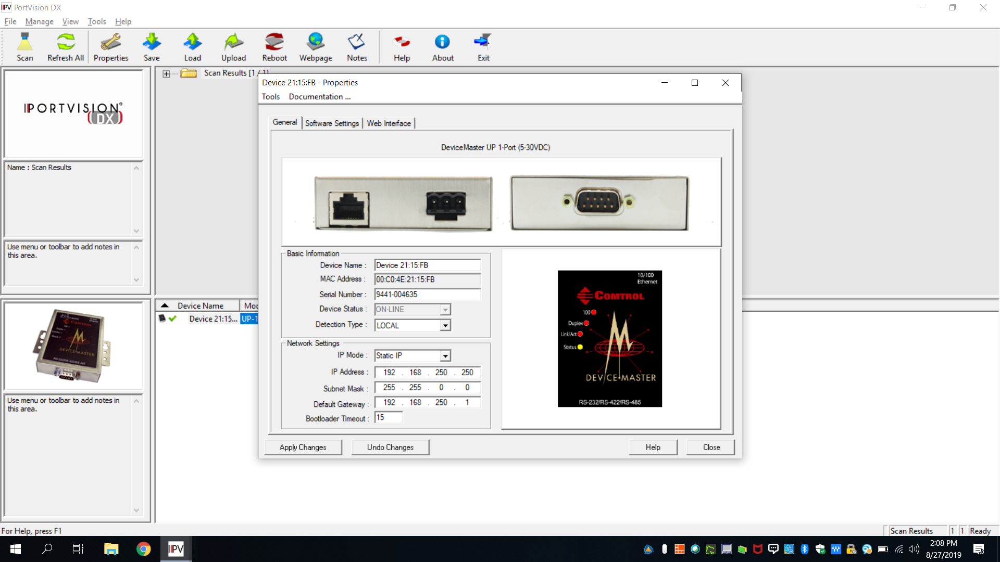 PortVision DX
File Manage View Tools Help
Scan Refresh All Properties Save Load Upload Reboot Webpage Notes Help About Exit
PORTVISION®
DX
Name : Scan Results
Use menu or toolbar to add notes in
this area.
Scan Results [1 / 1]
Device Name Mod
Device 21:15... UP-1
Use menu or toolbar to add notes in
this area.
Device 21:15:FB - Properties
Tools Documentation ...
General Software Settings Web Interface
DeviceMaster UP 1-Port (5-30VDC)
Basic Information
Device Name : Device 21:15:FB
MAC Address : 00:C0:4E:21:15:FB
Serial Number : 9441-004635
Device Status : ON-LINE
Detection Type : LOCAL
Network Settings
IP Mode : Static IP
IP Address : 192 . 168 . 250 . 250
Subnet Mask : 255 . 255 . 0 . 0
Default Gateway : 192 . 168 . 250 . 1
Bootloader Timeout : 15
10/100
Ethernet
COMTROL
100
Duplex
Link/Act
Status
DEVICE•MASTER
RS-232/RS-422/RS-485
Apply Changes Undo Changes Help Close
For Help, press F1
Scan Results 1 1 Ready
2:08 PM
8/27/2019